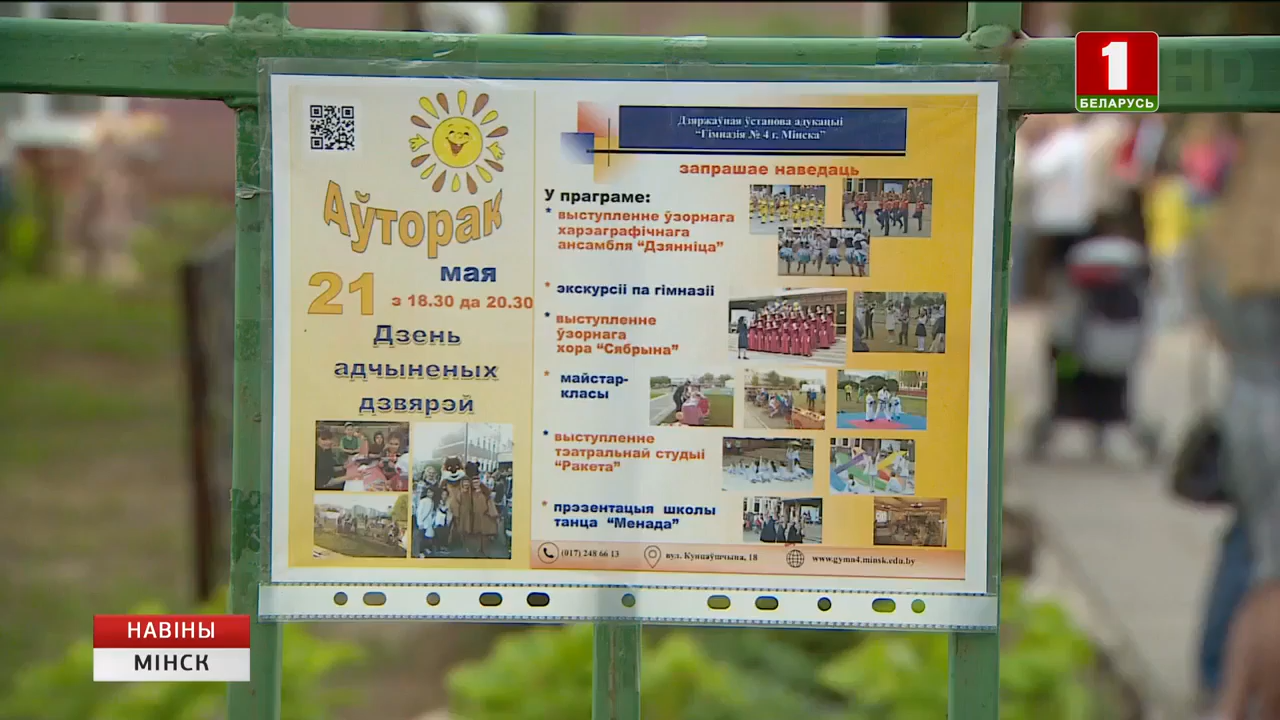 1
БЕЛАРУСЬ
HD
Аўторак
21 мая
з 18.30 да 20.30
Дзень
адчыненых
дзвярэй
Дзяржаўная ўстанова адукацыі
“Гімназія № 4 г. Мінска”
запрашае наведаць
У праграме:
* выступленне ўзорнага
харэаграфічнага
ансамбля “Дзянніца”
* экскурсіі па гімназіі
* выступленне
ўзорнага
хора “Сябрына”
* майстар-
класы
* выступленне
тэатральнай студыі
“Ракета”
* прэзентацыя школы
танца “Менада”
(017) 248 66 13
вул. Кунцаўшчына, 18
www.gymn4.minsk.edu.by
НАВІНЫ
МІНСК